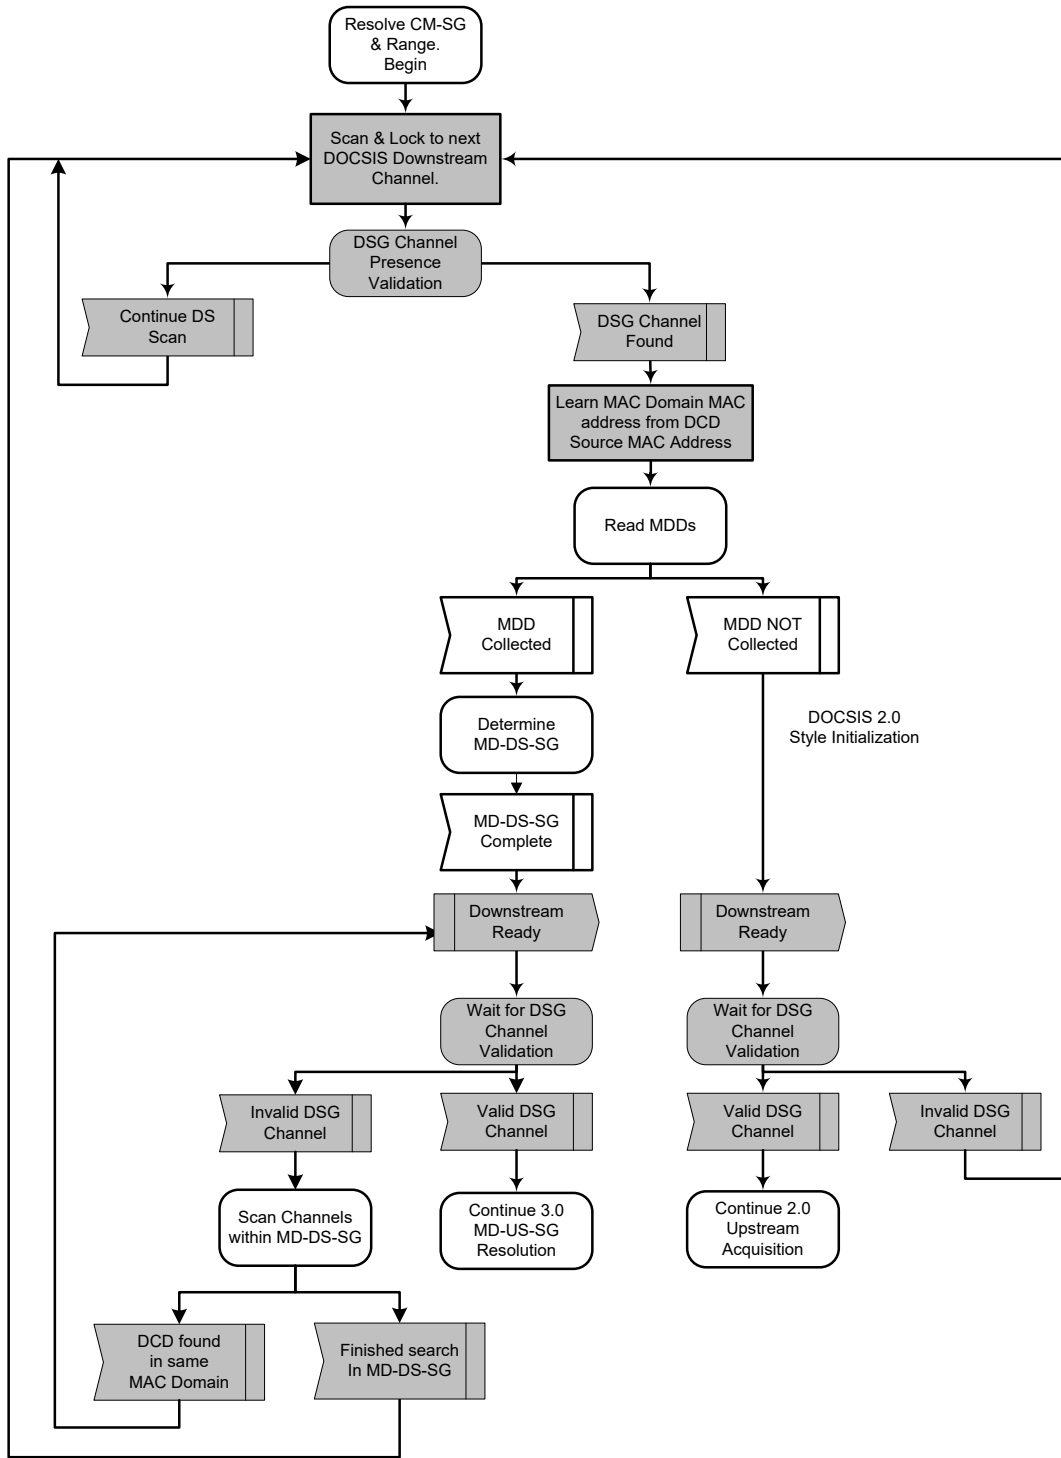 Resolve CM-SG
& Range.
Begin
Scan & Lock to next
DOCSIS Downstream
Channel.
DSG Channel
Presence
Validation
Continue DS
Scan
DSG Channel
Found
Learn MAC Domain MAC
address from DCD
Source MAC Address
Read MDDs
MDD
Collected
MDD NOT
Collected
Determine
MD-DS-SG
DOCSIS 2.0
Style Initialization
MD-DS-SG
Complete
Downstream
Ready
Downstream
Ready
Wait for DSG
Channel
Validation
Wait for DSG
Channel
Validation
Invalid DSG
Channel
Valid DSG
Channel
Valid DSG
Channel
Invalid DSG
Channel
Scan Channels
within MD-DS-SG
Continue 3.0
MD-US-SG
Resolution
Continue 2.0
Upstream
Acquisition
DCD found
in same
MAC Domain
Finished search
In MD-DS-SG